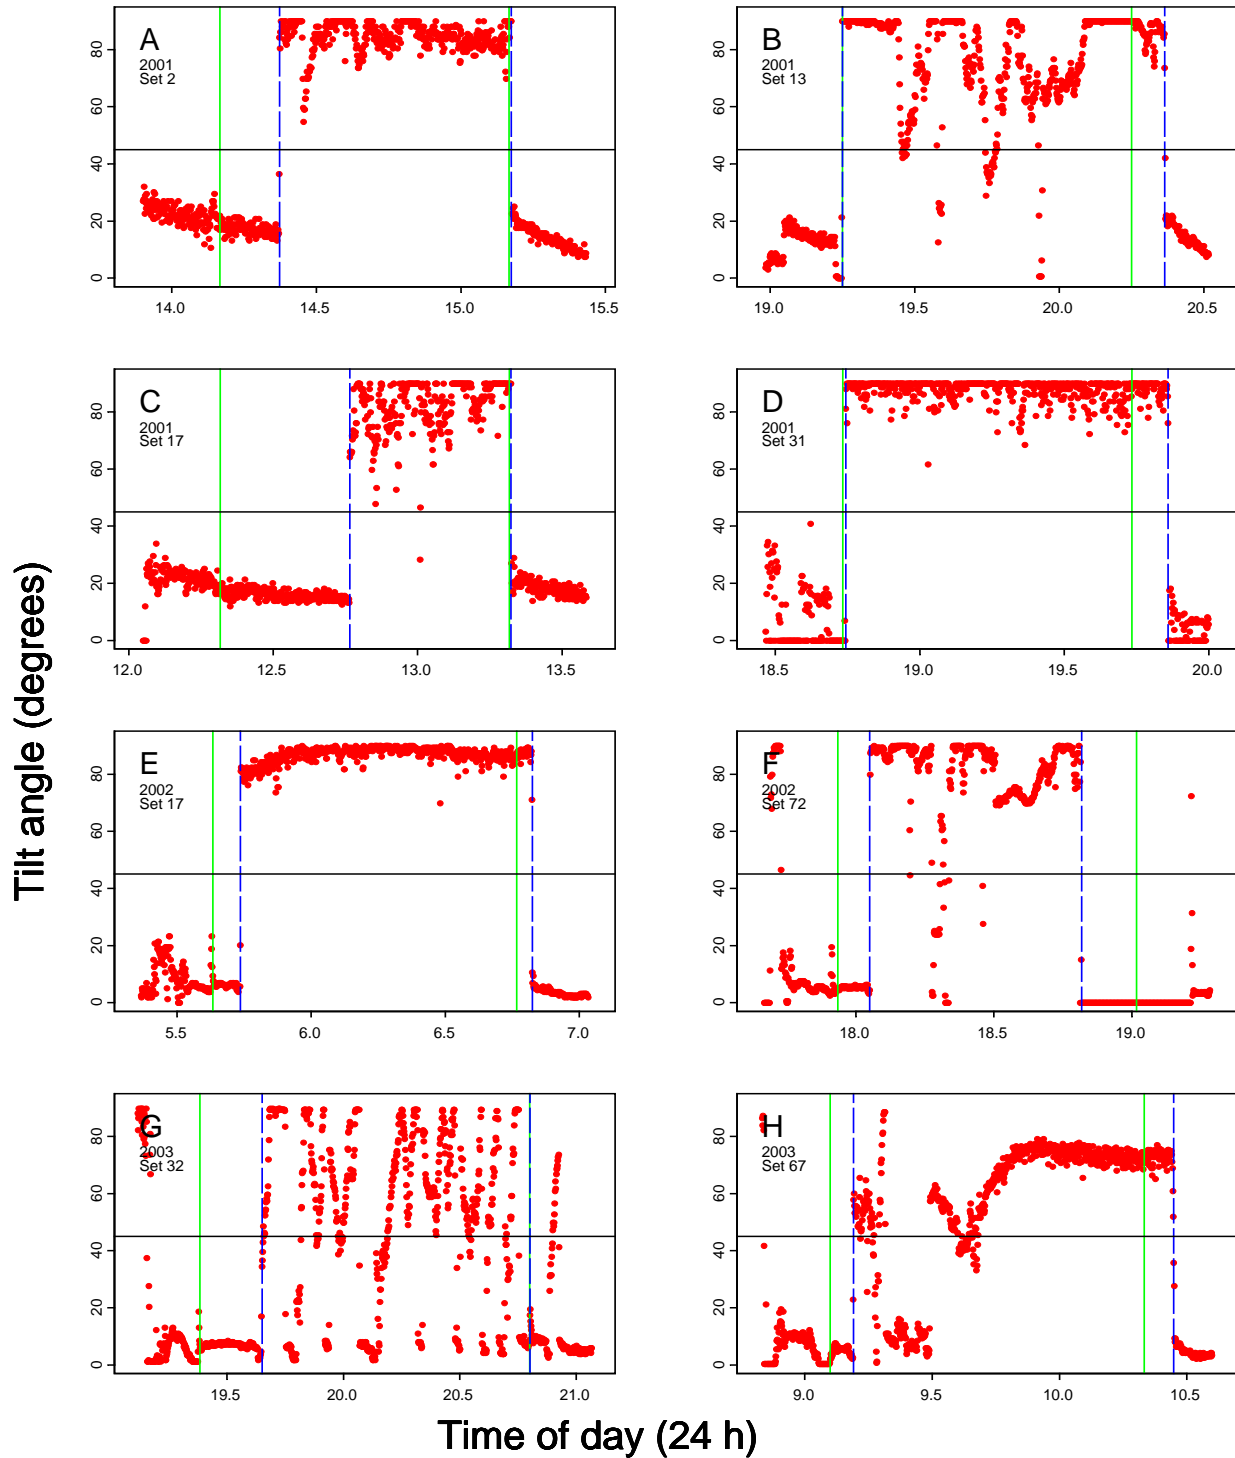 A
2001
Set 2
0 20 40 60 80
14.0 14.5 15.0 15.5
B
2001
Set 13
0 20 40 60 80
19.0 19.5 20.0 20.5
C
2001
Set 17
0 20 40 60 80
12.0 12.5 13.0 13.5
D
2001
Set 31
0 20 40 60 80
18.5 19.0 19.5 20.0
E
2002
Set 17
0 20 40 60 80
5.5 6.0 6.5 7.0
F
2002
Set 72
0 20 40 60 80
18.0 18.5 19.0
G
2003
Set 32
0 20 40 60 80
19.5 20.0 20.5 21.0
H
2003
Set 67
0 20 40 60 80
9.0 9.5 10.0 10.5
Tilt angle (degrees)
Time of day (24 h)